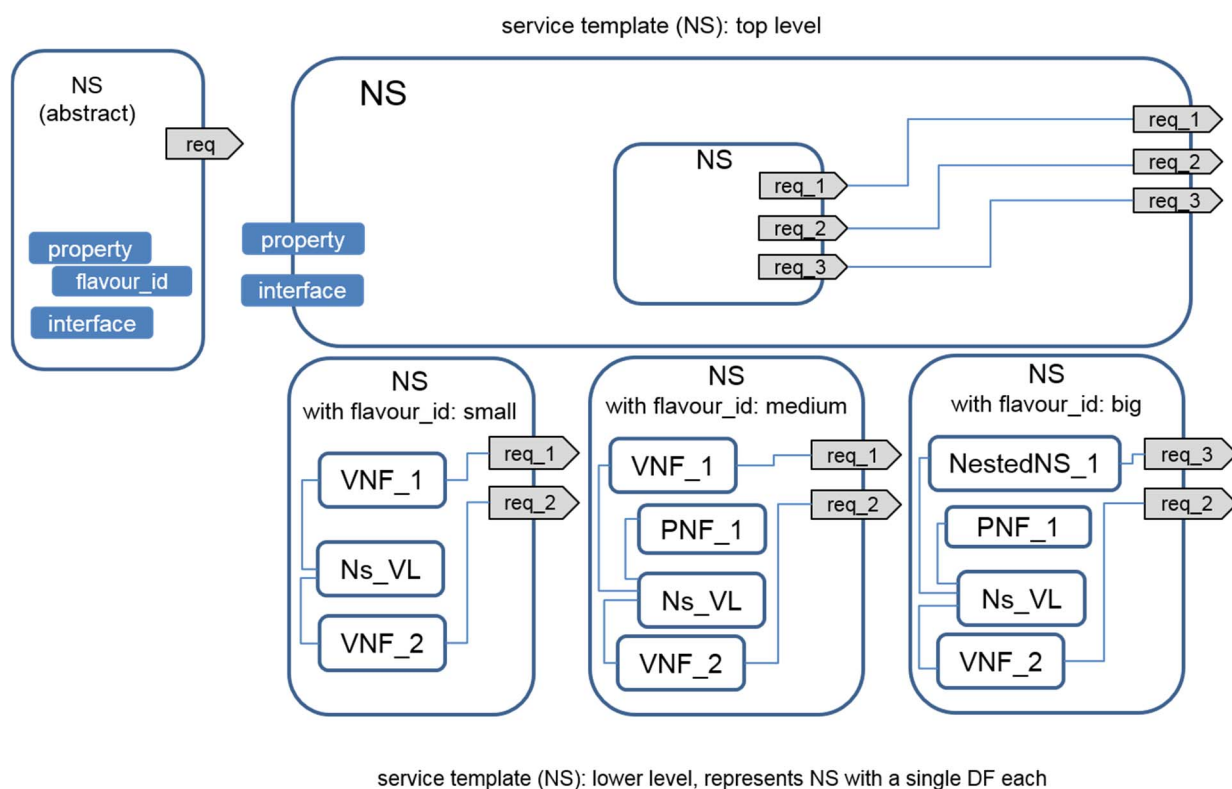 service template (NS): top level
NS
(abstract)
req
property
flavour_id
interface
NS
property
interface
NS
req_1
req_2
req_3
req_1
req_2
req_3
NS
with flavour_id: small
VNF_1
Ns_VL
VNF_2
req_1
req_2
NS
with flavour_id: medium
VNF_1
PNF_1
Ns_VL
VNF_2
req_1
req_2
NS
with flavour_id: big
NestedNS_1
PNF_1
Ns_VL
VNF_2
req_3
req_2
service template (NS): lower level, represents NS with a single DF each